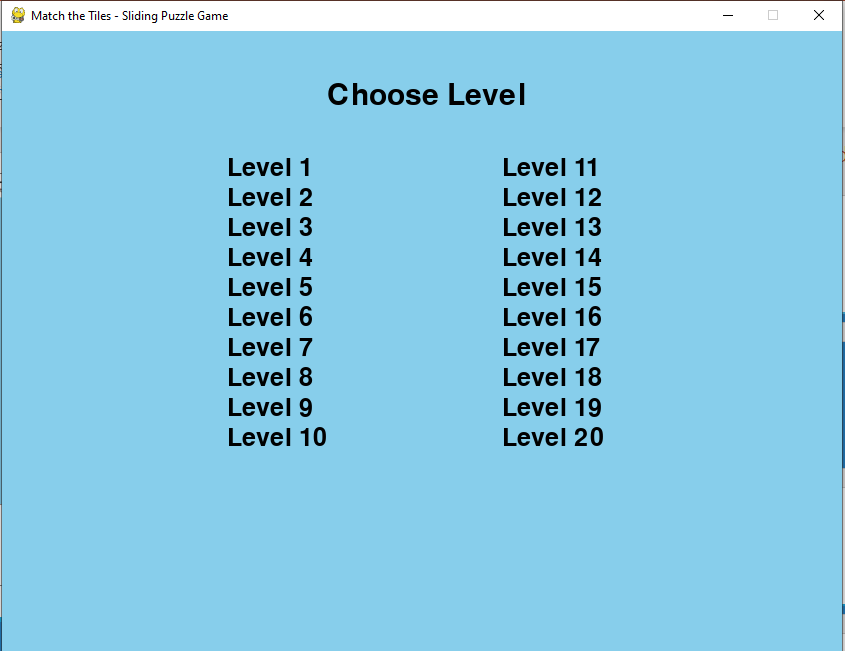 Match the Tiles - Sliding Puzzle Game
Choose Level
Level 1
Level 2
Level 3
Level 4
Level 5
Level 6
Level 7
Level 8
Level 9
Level 10
Level 11
Level 12
Level 13
Level 14
Level 15
Level 16
Level 17
Level 18
Level 19
Level 20